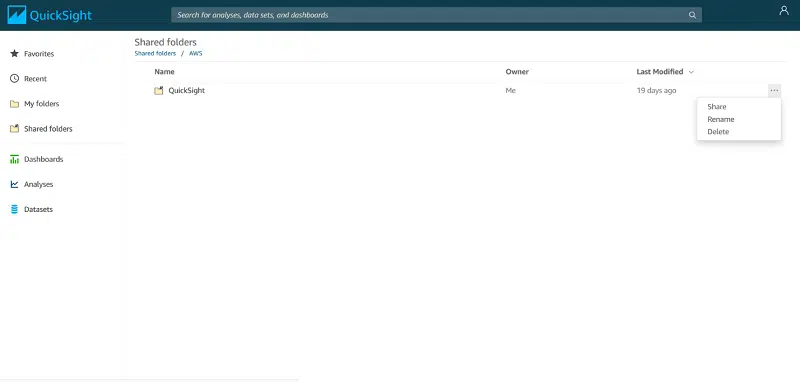 QuickSight
Search for analyses, data sets, and dashboards
Favorites
Recent
My folders
Shared folders
Dashboards
Analyses
Datasets
Shared folders
Shared folders / AWS
Name Owner Last Modified
QuickSight Me 19 days ago ...
Share
Rename
Delete